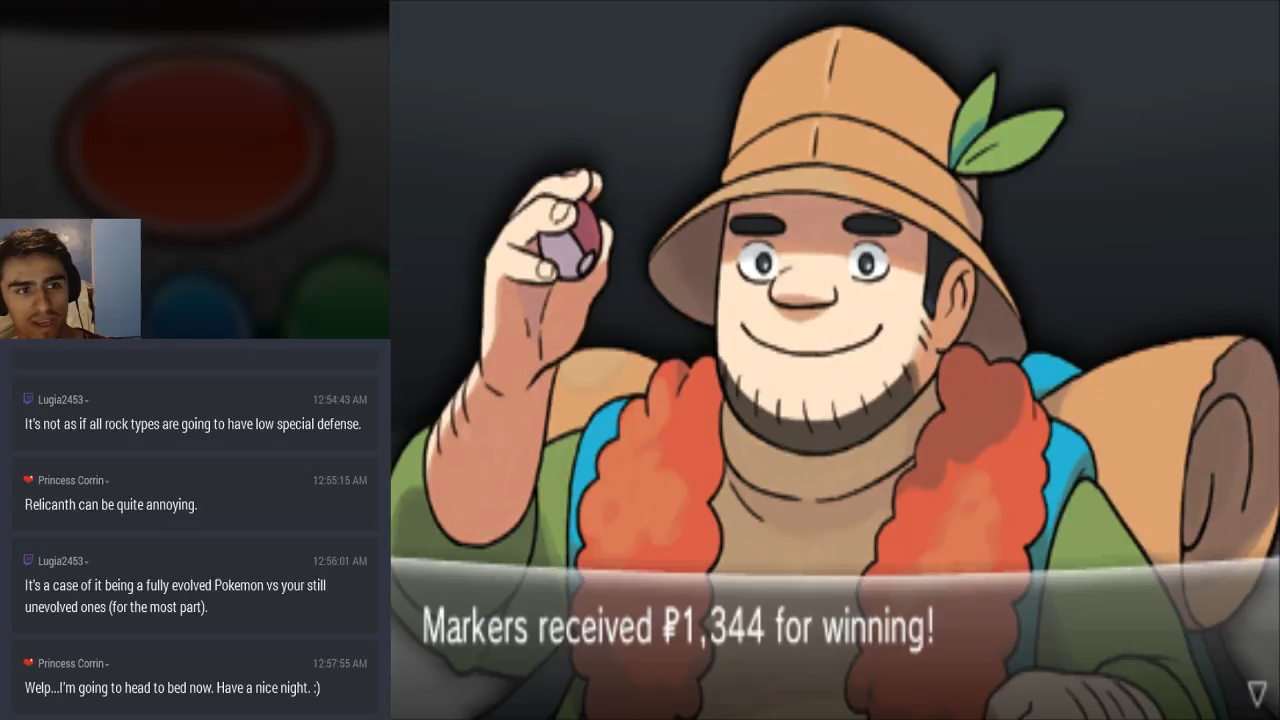 Lugia2453
12:54:43 AM
It's not as if all rock types are going to have low special defense.
Princess Corrin
12:55:15 AM
Relicanth can be quite annoying.
Lugia2453
12:56:01 AM
It's a case of it being a fully evolved Pokemon vs your still
unevolved ones (for the most part).
Princess Corrin
12:57:55 AM
Welp...I'm going to head to bed now. Have a nice night. :)
Markers received ₽1,344 for winning!